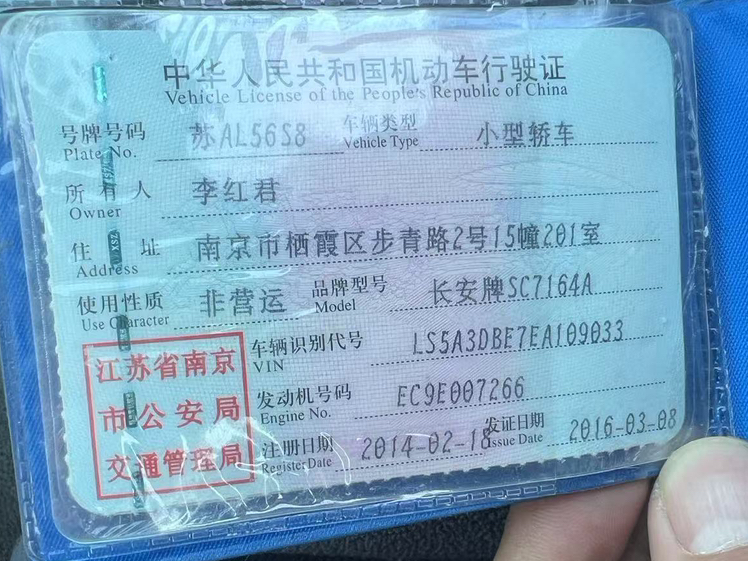 中华人民共和国机动车行驶证
Vehicle License of the People's Republic of China
号牌号码 苏AL56S8 车辆类型 小型轿车
Plate No. Vehicle Type
所有人 李红君
Owner
住址 南京市栖霞区步青路2号15幢201室
Address
使用性质 非营运 品牌型号 长安牌SC7164A
Use Character Model
江苏省南京
市公安局
交通管理局
车辆识别代号 LS5A3DBE7EA109033
VIN
发动机号码 EC9E007266
Engine No.
注册日期 2014-02-18 发证日期 2016-03-08
Register Date Issue Date